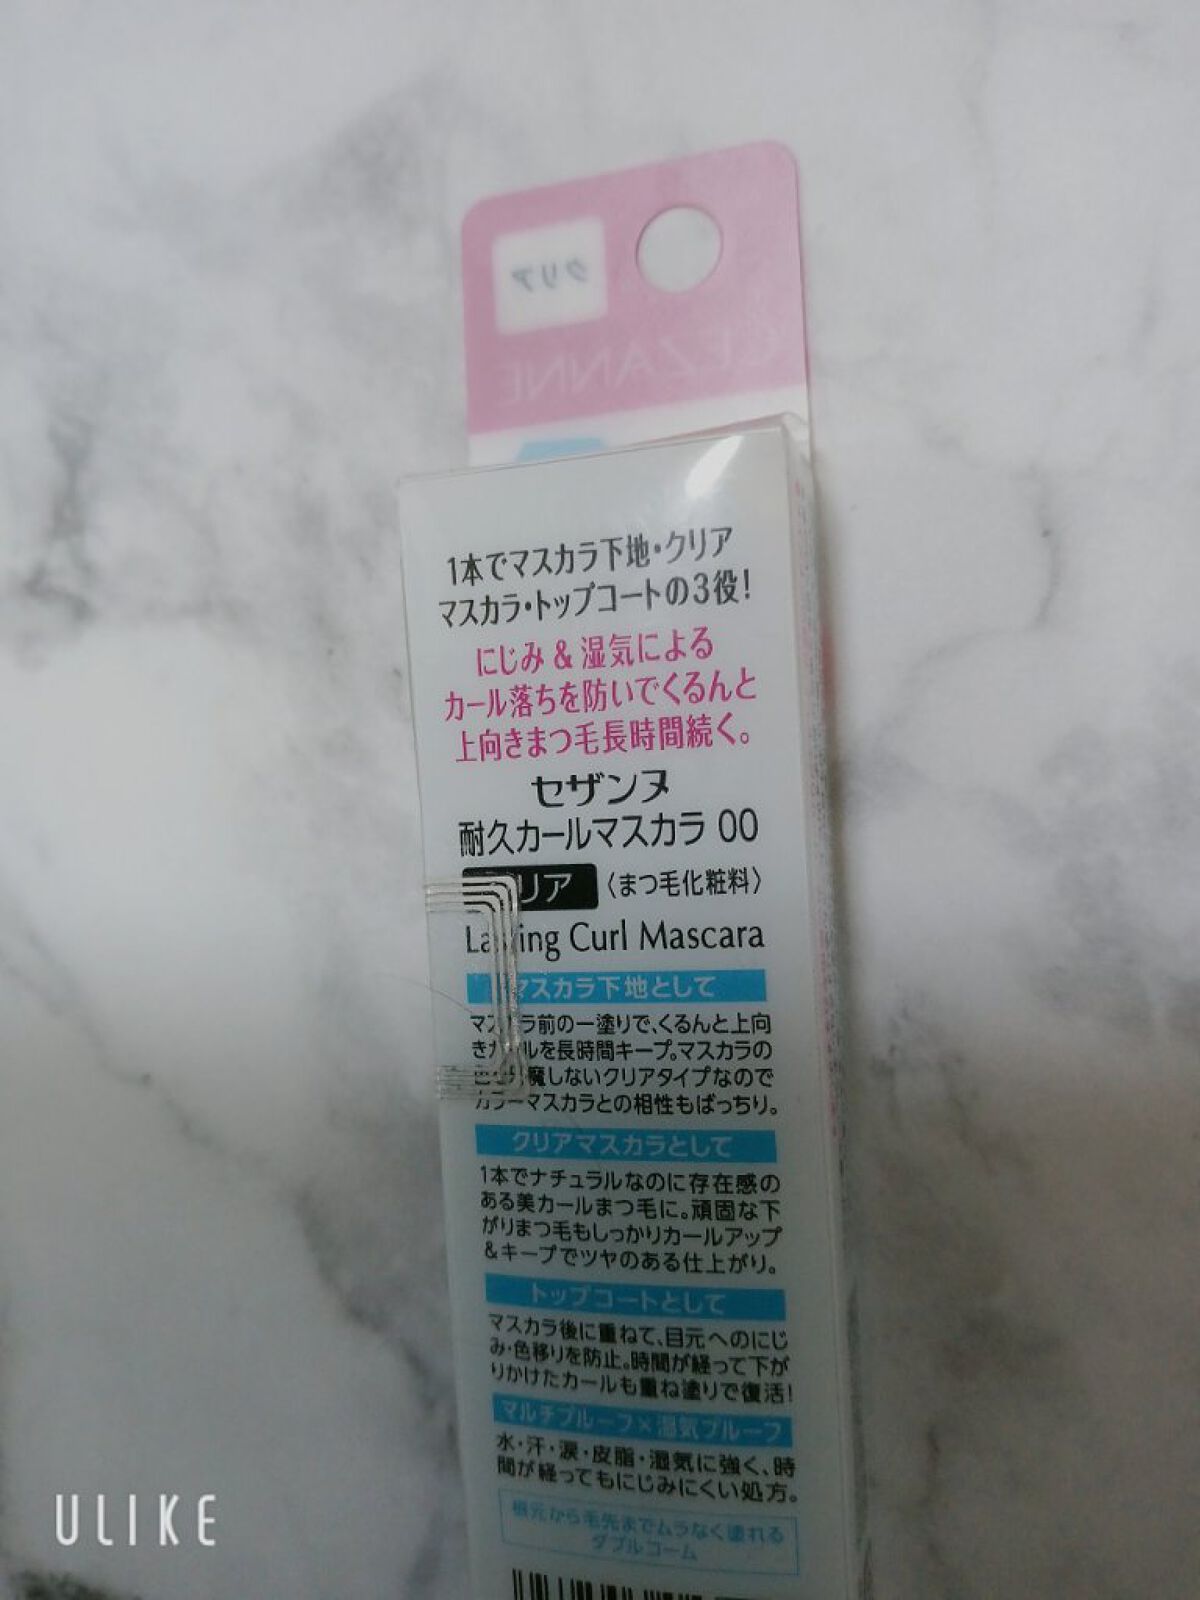 クリア
CEZANNE
1本でマスカラ下地・クリア
マスカラ・トップコートの3役!
にじみ & 湿気による
カール落ちを防いでくるんと
上向きまつ毛長時間続く。
セザンヌ
耐久カールマスカラ 00
クリア 〈まつ毛化粧料〉
Lasting Curl Mascara
マスカラ下地として
マスカラ前の一塗りで、くるんと上向
きカールを長時間キープ。マスカラの
色を邪魔しないクリアタイプなので
カラーマスカラとの相性もばっちり。
クリアマスカラとして
1本でナチュラルなのに存在感の
ある美カールまつ毛に。頑固な下
がりまつ毛もしっかりカールアップ
&キープでツヤのある仕上がり。
トップコートとして
マスカラ後に重ねて、目元へのにじ
み・色移りを防止。時間が経って下が
りかけたカールも重ね塗りで復活!
マルチプルーフ×湿気プルーフ
水・汗・涙・皮脂・湿気に強く、時
間が経ってもにじみにくい処方。
根元から毛先までムラなく塗れる
ダブルコーム
ULIKE